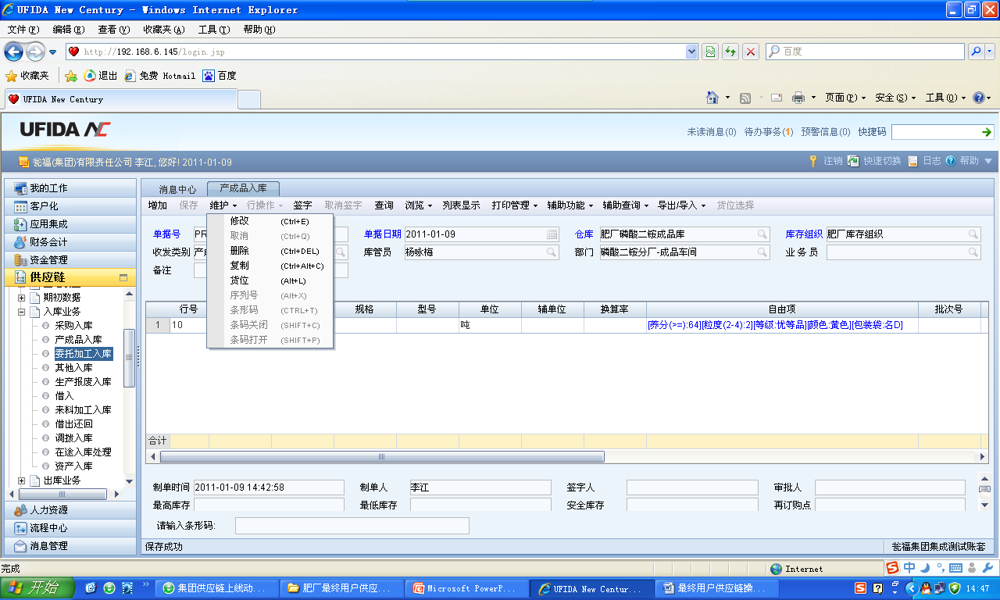 UFIDA New Century - Windows Internet Explorer
文件(F) 编辑(E) 查看(V) 收藏夹(A) 工具(T) 帮助(H)
http://192.168.6.145/login.jsp 百度
收藏夹 退出 免费 Hotmail 百度
UFIDA New Century 页面(P) 安全(S) 工具(O)
UFIDA NC 未读消息(0) 待办事务(1) 预警信息(0) 快捷码
瓮福(集团)有限责任公司 李江,您好! 2011-01-09 注销 快速切换 日志 帮助
我的工作
客户化
应用集成
财务会计
资金管理
供应链
期初数据
入库业务
采购入库
产成品入库
委托加工入库
其他入库
生产报废入库
借入
来料加工入库
借出还回
调拨入库
在途入库处理
资产入库
出库业务
人力资源
流程中心
消息管理
消息中心 产成品入库
增加 保存 维护 行操作 签字 取消签字 查询 浏览 列表显示 打印管理 辅助功能 辅助查询 导出/导入 货位选择
修改 (Ctrl+E)
取消 (Ctrl+Q)
删除 (Ctrl+DEL)
复制 (Ctrl+Alt+C)
货位 (Alt+L)
序列号 (Alt+X)
条形码 (CTRL+T)
条码关闭 (SHIFT+C)
条码打开 (SHIFT+P)
单据号 PR 单据日期 2011-01-09 仓库 肥厂磷酸二铵成品库 库存组织 肥厂库存组织
收发类别 产成 库管员 杨咏梅 部门 磷酸二铵分厂-成品车间 业务员
备注
行号 规格 型号 单位 辅单位 换算率 自由项 批次号
1 10 吨 [养分(>=):64][粒度(2-4):2][等级:优等品][颜色:黄色][包装袋:名D]
合计
制单时间 2011-01-09 14:42:58 制单人 李江 签字人 审批人
最高库存 最低库存 安全库存 再订购点
请输入条形码:
保存成功 瓮福集团集成测试账套
完成 Internet 中
开始 集团供应链上线动... 肥厂最终用户供应... Microsoft PowerP... UFIDA New Centur... 最终用户供应链操... 14:47